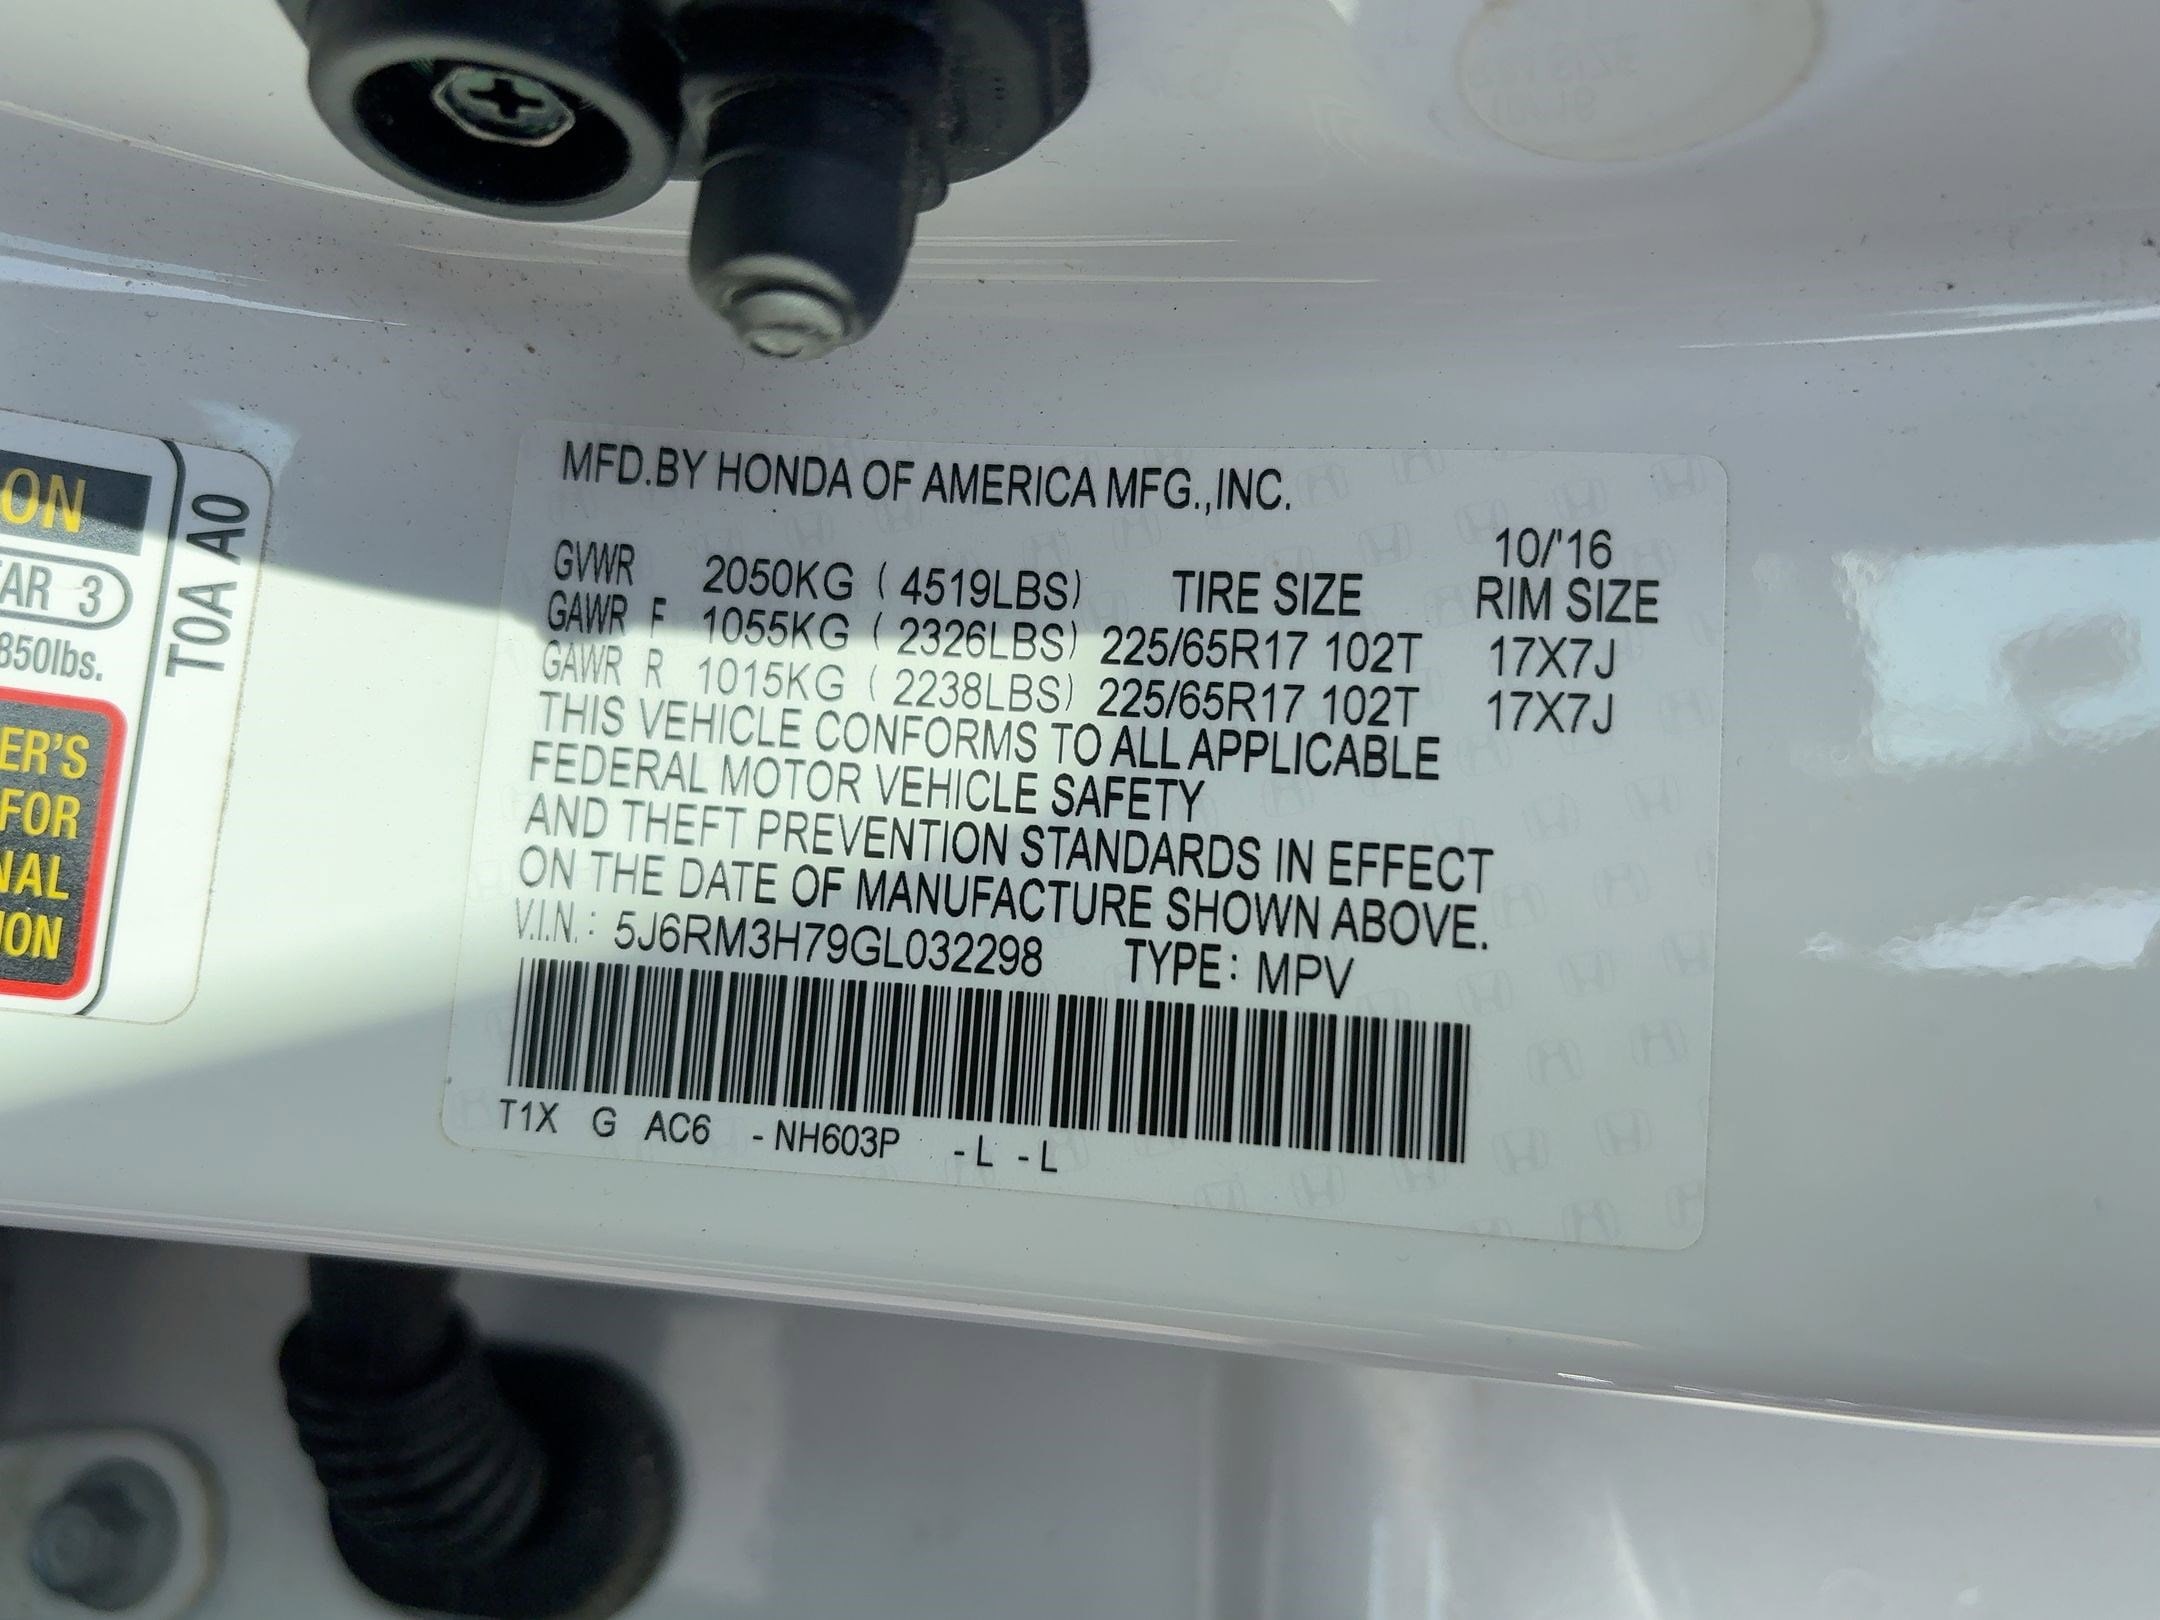 MFD.BY HONDA OF AMERICA MFG.,INC.
10/'16
GVWR 2050KG ( 4519LBS) TIRE SIZE RIM SIZE
GAWR F 1055KG ( 2326LBS) 225/65R17 102T 17X7J
GAWR R 1015KG ( 2238LBS) 225/65R17 102T 17X7J
THIS VEHICLE CONFORMS TO ALL APPLICABLE
FEDERAL MOTOR VEHICLE SAFETY
AND THEFT PREVENTION STANDARDS IN EFFECT
ON THE DATE OF MANUFACTURE SHOWN ABOVE.
V.I.N.: 5J6RM3H79GL032298 TYPE: MPV
T1X G AC6 -NH603P -L -L
ON
AR 3
850lbs.
ER'S
FOR
NAL
ION
T0A A0